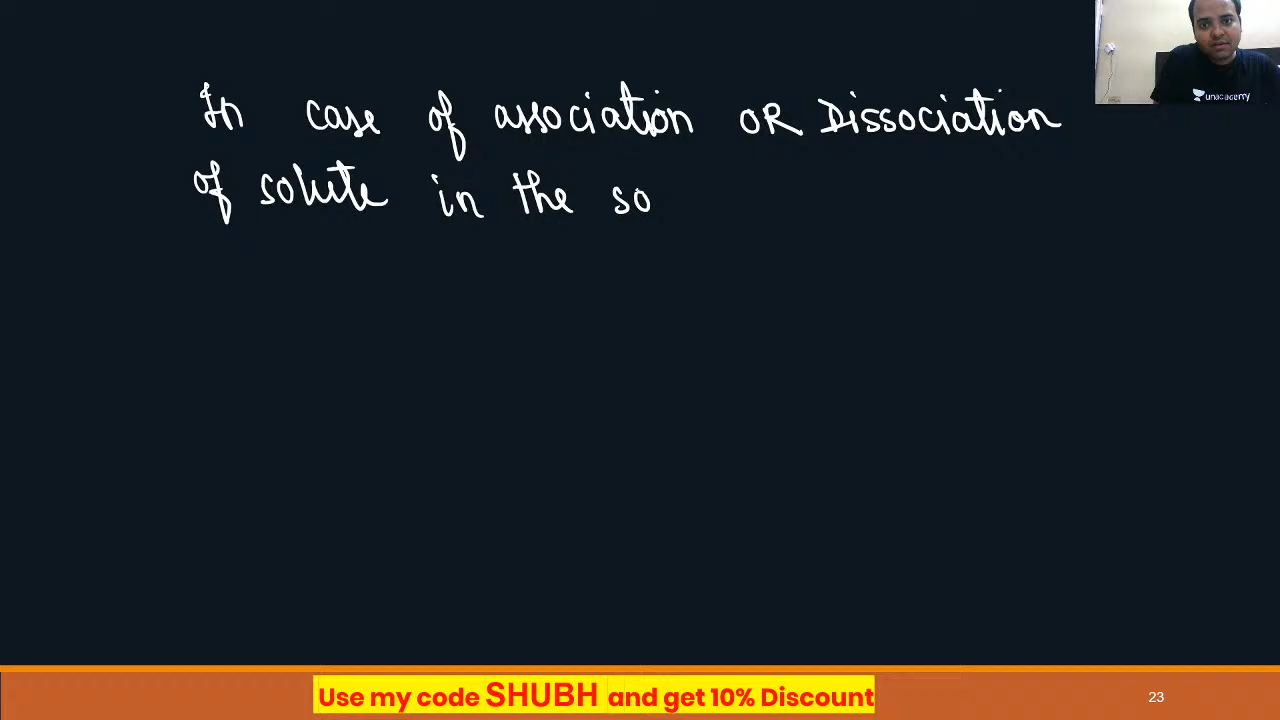 unacademy
In case of association OR Dissociation
of solute in the so
Use my code SHUBH and get 10% Discount
23